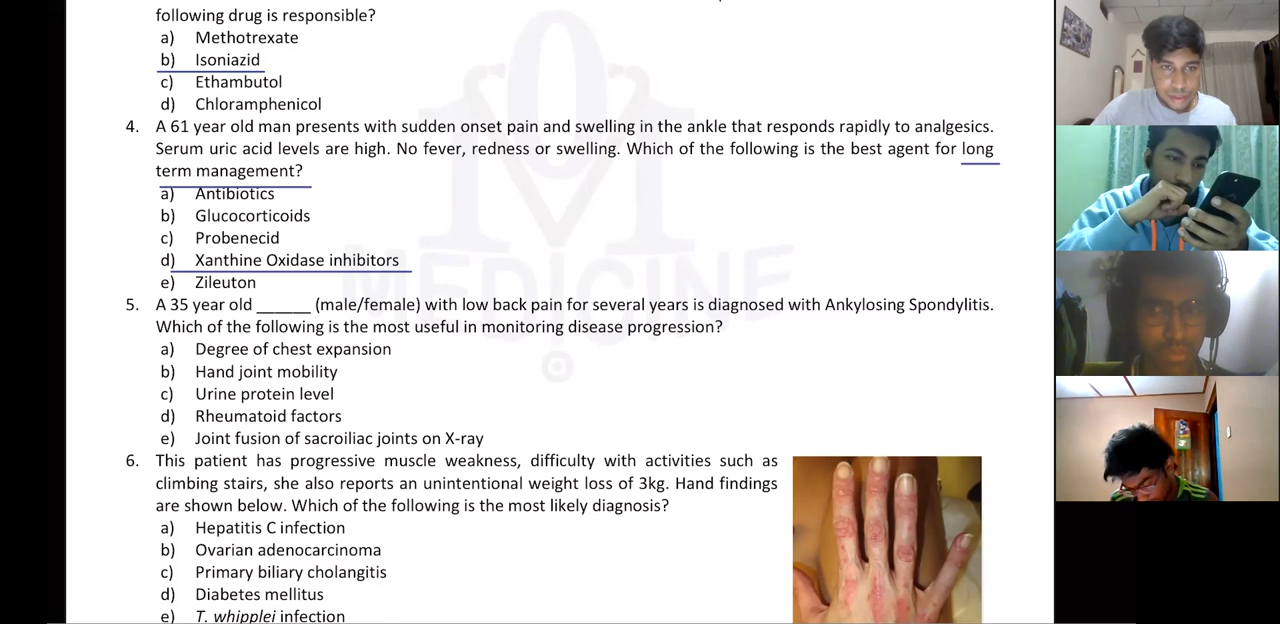 following drug is responsible?
a) Methotrexate
b) Isoniazid
c) Ethambutol
d) Chloramphenicol
4. A 61 year old man presents with sudden onset pain and swelling in the ankle that responds rapidly to analgesics.
Serum uric acid levels are high. No fever, redness or swelling. Which of the following is the best agent for long
term management?
a) Antibiotics
b) Glucocorticoids
c) Probenecid
d) Xanthine Oxidase inhibitors
e) Zileuton
5. A 35 year old ______ (male/female) with low back pain for several years is diagnosed with Ankylosing Spondylitis.
Which of the following is the most useful in monitoring disease progression?
a) Degree of chest expansion
b) Hand joint mobility
c) Urine protein level
d) Rheumatoid factors
e) Joint fusion of sacroiliac joints on X-ray
6. This patient has progressive muscle weakness, difficulty with activities such as
climbing stairs, she also reports an unintentional weight loss of 3kg. Hand findings
are shown below. Which of the following is the most likely diagnosis?
a) Hepatitis C infection
b) Ovarian adenocarcinoma
c) Primary biliary cholangitis
d) Diabetes mellitus
e) T. whipplei infection
MEDICINE